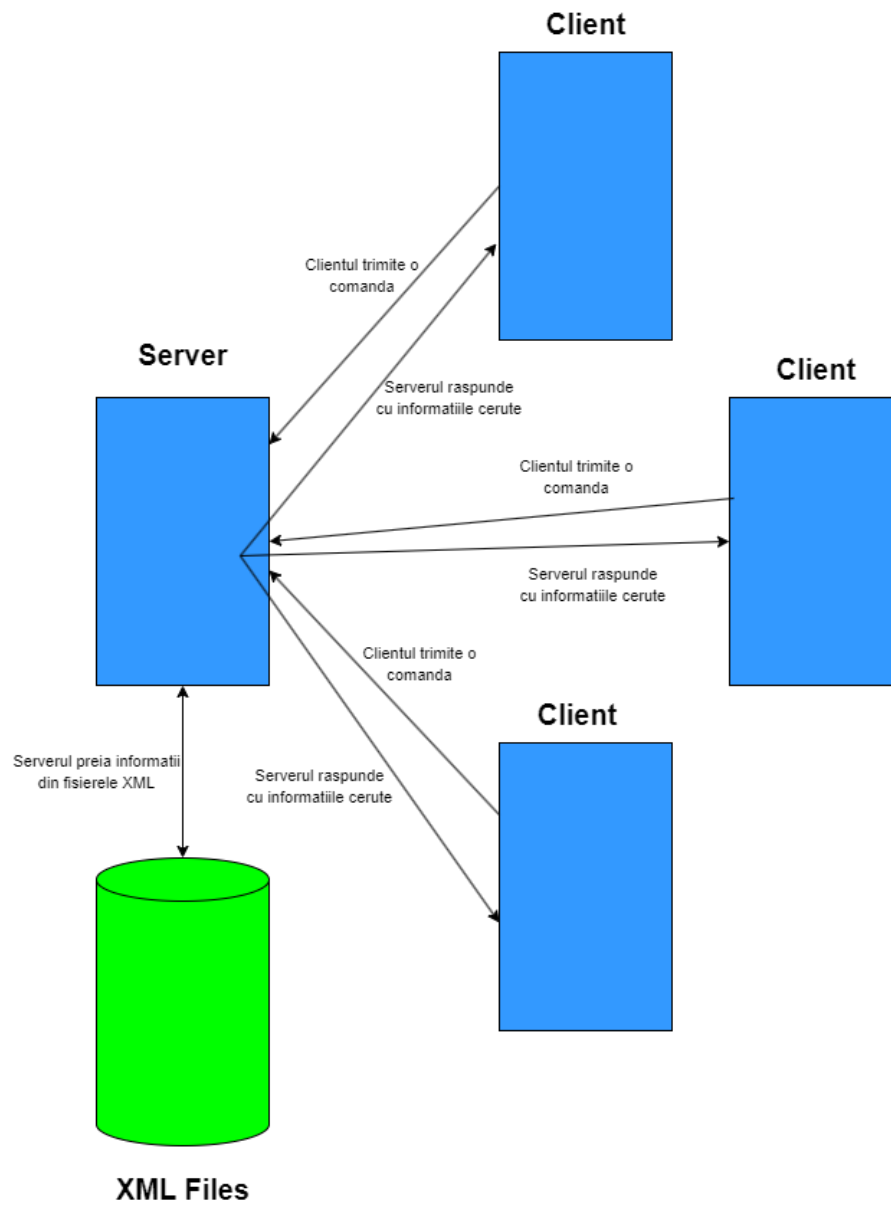 Client
Clientul trimite o
comanda
Server
Client
Serverul raspunde
cu informatiile cerute
Clientul trimite o
comanda
Serverul raspunde
cu informatiile cerute
Clientul trimite o
comanda
Client
Serverul preia informatii
din fisierele XML
Serverul raspunde
cu informatiile cerute
XML Files